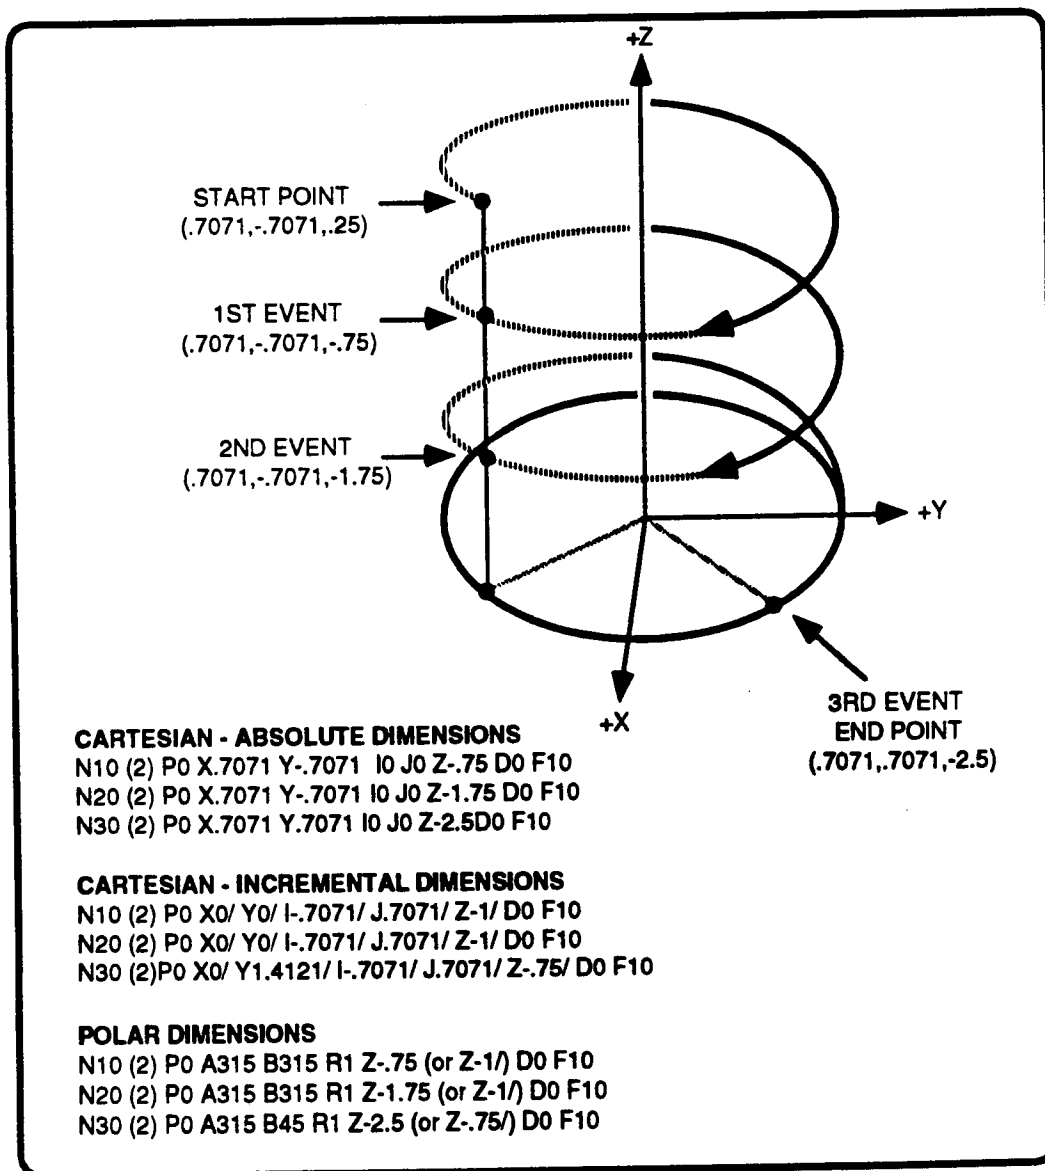 +Z
START POINT
(.7071,-.7071,.25)
1ST EVENT
(.7071,-.7071,-.75)
2ND EVENT
(.7071,-.7071,-1.75)
+Y
+X
3RD EVENT
END POINT
(.7071,.7071,-2.5)
CARTESIAN - ABSOLUTE DIMENSIONS
N10 (2) P0 X.7071 Y-.7071 I0 J0 Z-.75 D0 F10
N20 (2) P0 X.7071 Y-.7071 I0 J0 Z-1.75 D0 F10
N30 (2) P0 X.7071 Y.7071 I0 J0 Z-2.5D0 F10
CARTESIAN - INCREMENTAL DIMENSIONS
N10 (2) P0 X0/ Y0/ I-.7071/ J.7071/ Z-1/ D0 F10
N20 (2) P0 X0/ Y0/ I-.7071/ J.7071/ Z-1/ D0 F10
N30 (2)P0 X0/ Y1.4121/ I-.7071/ J.7071/ Z-.75/ D0 F10
POLAR DIMENSIONS
N10 (2) P0 A315 B315 R1 Z-.75 (or Z-1/) D0 F10
N20 (2) P0 A315 B315 R1 Z-1.75 (or Z-1/) D0 F10
N30 (2) P0 A315 B45 R1 Z-2.5 (or Z-.75/) D0 F10